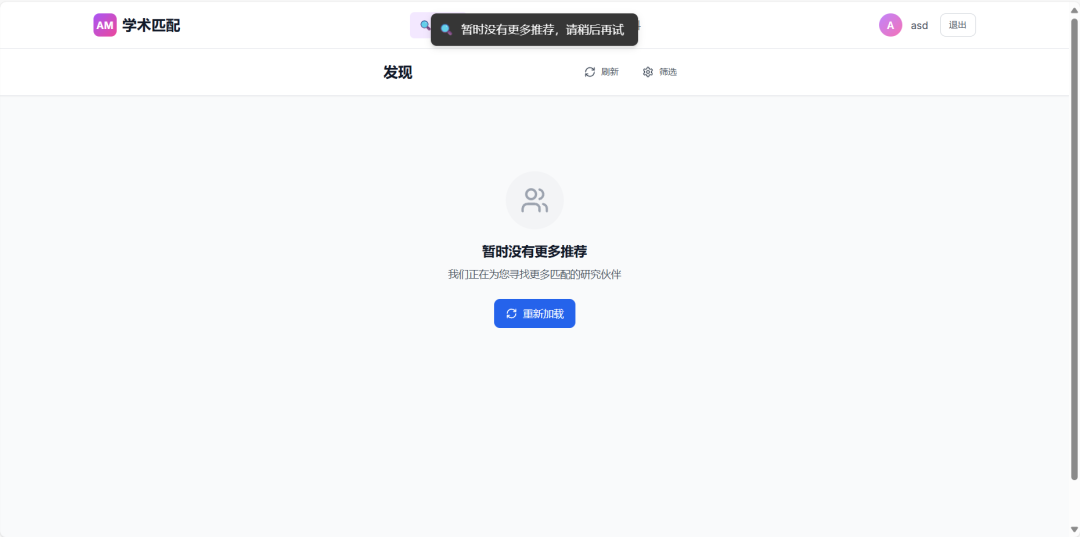 AM 学术匹配
暂时没有更多推荐，请稍后再试
A asd 退出
发现
刷新 筛选
暂时没有更多推荐
我们正在为您寻找更多匹配的研究伙伴
重新加载